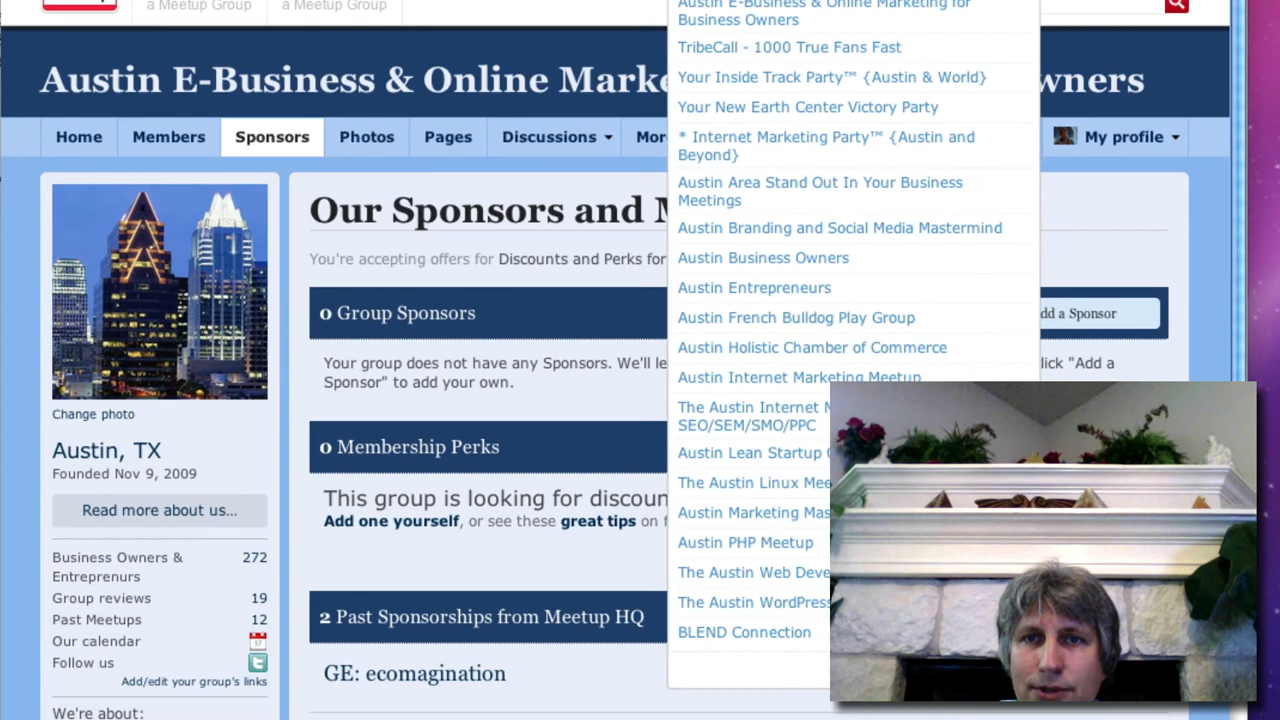 a Meetup Group
a Meetup Group
Austin E-Business & Online Marketing for
Business Owners
TribeCall - 1000 True Fans Fast
Your Inside Track Party™ {Austin & World}
Your New Earth Center Victory Party
* Internet Marketing Party™ {Austin and
Beyond}
Austin Area Stand Out In Your Business
Meetings
Austin Branding and Social Media Mastermind
Austin Business Owners
Austin Entrepreneurs
Austin French Bulldog Play Group
Austin Holistic Chamber of Commerce
Austin Internet Marketing Meetup
The Austin Internet M
SEO/SEM/SMO/PPC
Austin Lean Startup
The Austin Linux Mee
Austin Marketing Mas
Austin PHP Meetup
The Austin Web Deve
The Austin WordPress
BLEND Connection
Austin E-Business & Online Marke wners
Home Members Sponsors Photos Pages Discussions Mor My profile
Change photo
Austin, TX
Founded Nov 9, 2009
Read more about us...
Business Owners & 272
Entreprenurs
Group reviews 19
Past Meetups 12
Our calendar 17
Follow us
Add/edit your group's links
We're about:
Our Sponsors and M
You're accepting offers for Discounts and Perks for
0 Group Sponsors
dd a Sponsor
Your group does not have any Sponsors. We'll le lick "Add a
Sponsor" to add your own.
0 Membership Perks
This group is looking for discoun
Add one yourself, or see these great tips on f
2 Past Sponsorships from Meetup HQ
GE: ecomagination